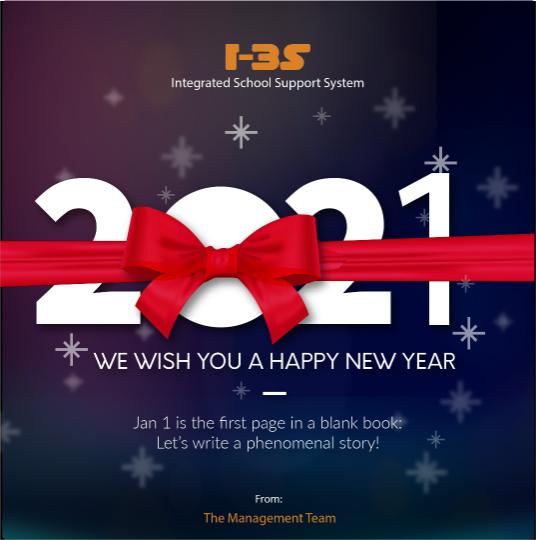 I-3S
Integrated School Support System
2021
WE WISH YOU A HAPPY NEW YEAR
Jan 1 is the first page in a blank book:
Let's write a phenomenal story!
From:
The Management Team